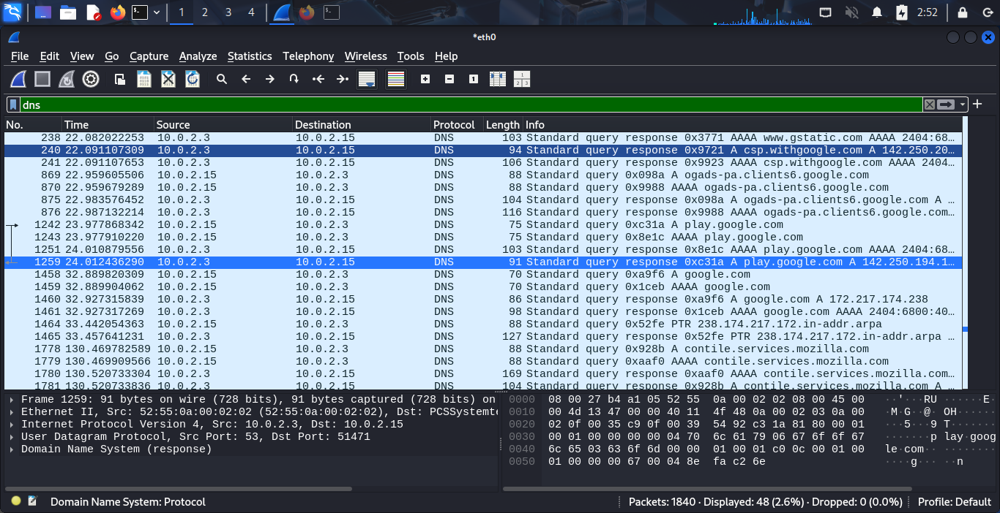 1 2 3 4 2:52
*eth0
File Edit View Go Capture Analyze Statistics Telephony Wireless Tools Help
dns
No. Time Source Destination Protocol Length Info
238 22.082022253 10.0.2.3 10.0.2.15 DNS 103 Standard query response 0x3771 AAAA www.gstatic.com AAAA 2404:68…
240 22.091107309 10.0.2.3 10.0.2.15 DNS 94 Standard query response 0x9721 A csp.withgoogle.com A 142.250.20…
241 22.091107653 10.0.2.3 10.0.2.15 DNS 106 Standard query response 0x9923 AAAA csp.withgoogle.com AAAA 2404…
869 22.959605506 10.0.2.15 10.0.2.3 DNS 88 Standard query 0x098a A ogads-pa.clients6.google.com
870 22.959679289 10.0.2.15 10.0.2.3 DNS 88 Standard query 0x9988 AAAA ogads-pa.clients6.google.com
875 22.983576452 10.0.2.3 10.0.2.15 DNS 104 Standard query response 0x098a A ogads-pa.clients6.google.com A …
876 22.987132214 10.0.2.3 10.0.2.15 DNS 116 Standard query response 0x9988 AAAA ogads-pa.clients6.google.com…
1242 23.977868342 10.0.2.15 10.0.2.3 DNS 75 Standard query 0xc31a A play.google.com
1243 23.977910220 10.0.2.15 10.0.2.3 DNS 75 Standard query 0x8e1c AAAA play.google.com
1251 24.010879556 10.0.2.3 10.0.2.15 DNS 103 Standard query response 0x8e1c AAAA play.google.com AAAA 2404:68…
1259 24.012436290 10.0.2.3 10.0.2.15 DNS 91 Standard query response 0xc31a A play.google.com A 142.250.194.1…
1458 32.889820309 10.0.2.15 10.0.2.3 DNS 70 Standard query 0xa9f6 A google.com
1459 32.889904062 10.0.2.15 10.0.2.3 DNS 70 Standard query 0x1ceb AAAA google.com
1460 32.927315839 10.0.2.3 10.0.2.15 DNS 86 Standard query response 0xa9f6 A google.com A 172.217.174.238
1461 32.927317269 10.0.2.3 10.0.2.15 DNS 98 Standard query response 0x1ceb AAAA google.com AAAA 2404:6800:40…
1464 33.442054363 10.0.2.15 10.0.2.3 DNS 88 Standard query 0x52fe PTR 238.174.217.172.in-addr.arpa
1465 33.457641231 10.0.2.3 10.0.2.15 DNS 127 Standard query response 0x52fe PTR 238.174.217.172.in-addr.arpa …
1778 130.469782589 10.0.2.15 10.0.2.3 DNS 88 Standard query 0x928b A contile.services.mozilla.com
1779 130.469909566 10.0.2.15 10.0.2.3 DNS 88 Standard query 0xaaf0 AAAA contile.services.mozilla.com
1780 130.520733304 10.0.2.3 10.0.2.15 DNS 169 Standard query response 0xaaf0 AAAA contile.services.mozilla.com…
1781 130.520733836 10.0.2.3 10.0.2.15 DNS 104 Standard query response 0x928b A contile.services.mozilla.com A …
Frame 1259: 91 bytes on wire (728 bits), 91 bytes captured (728 bits) on
Ethernet II, Src: 52:55:0a:00:02:02 (52:55:0a:00:02:02), Dst: PCSSystemte
Internet Protocol Version 4, Src: 10.0.2.3, Dst: 10.0.2.15
User Datagram Protocol, Src Port: 53, Dst Port: 51471
Domain Name System (response)
0000 08 00 27 b4 a1 05 52 55 0a 00 02 02 08 00 45 00 ··'···RU ······E·
0010 00 4d 13 47 00 00 40 11 4f 48 0a 00 02 03 0a 00 ·M·G··@· OH······
0020 02 0f 00 35 c9 0f 00 39 54 92 c3 1a 81 80 00 01 ···5···9 T·······
0030 00 01 00 00 00 00 04 70 6c 61 79 06 67 6f 6f 67 ·······p lay·goog
0040 6c 65 03 63 6f 6d 00 00 01 00 01 c0 0c 00 01 00 le·com·· ········
0050 01 00 00 00 67 00 04 8e fa c2 6e ····g··· ··n
Domain Name System: Protocol
Packets: 1840 · Displayed: 48 (2.6%) · Dropped: 0 (0.0%)
Profile: Default